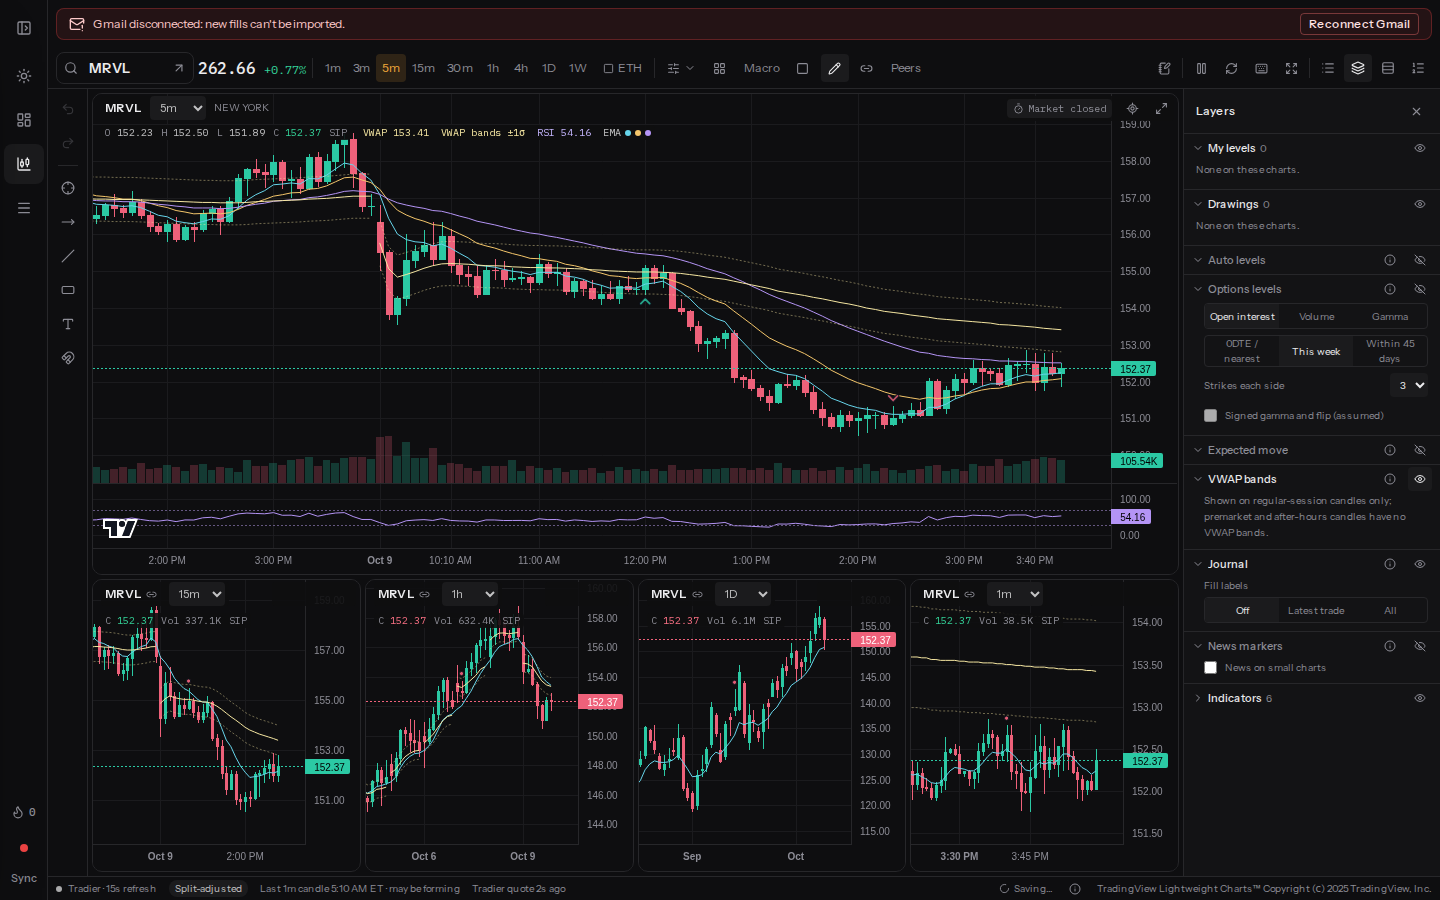 Gmail disconnected: new fills can't be imported.
Reconnect Gmail
MRVL 262.66 +0.77% 1m 3m 5m 15m 30m 1h 4h 1D 1W ETH Macro Peers
MRVL 5m NEW YORK Market closed
O 152.23 H 152.50 L 151.89 C 152.37 SIP VWAP 153.41 VWAP bands ±1σ RSI 54.16 EMA
159.00
158.00
157.00
156.00
155.00
154.00
153.00
152.37
152.00
151.00
105.54K
100.00
54.16
0.00
2:00 PM 3:00 PM Oct 9 10:10 AM 11:00 AM 12:00 PM 1:00 PM 2:00 PM 3:00 PM 3:40 PM
MRVL 15m
C 152.37 Vol 337.1K SIP
157.00
155.00
153.00
152.37
151.00
Oct 9 2:00 PM
MRVL 1h
C 152.37 Vol 632.4K SIP
158.00
156.00
154.00
152.37
150.00
148.00
146.00
144.00
Oct 6 Oct 9
MRVL 1D
C 152.37 Vol 6.1M SIP
155.00
152.37
150.00
145.00
140.00
135.00
130.00
125.00
120.00
115.00
Sep Oct
MRVL 1m
C 152.37 Vol 38.5K SIP
154.00
153.50
153.00
152.50
152.37
152.00
151.50
3:30 PM 3:45 PM
Layers
My levels 0
None on these charts.
Drawings 0
None on these charts.
Auto levels
Options levels
Open interest Volume Gamma
0DTE / nearest This week Within 45 days
Strikes each side 3
Signed gamma and flip (assumed)
Expected move
VWAP bands
Shown on regular-session candles only;
premarket and after-hours candles have no
VWAP bands.
Journal
Fill labels
Off Latest trade All
News markers
News on small charts
Indicators 6
0
Sync
Tradier · 15s refresh Split-adjusted Last 1m candle 5:10 AM ET · may be forming Tradier quote 2s ago
Saving... TradingView Lightweight Charts™ Copyright (c) 2025 TradingView, Inc.